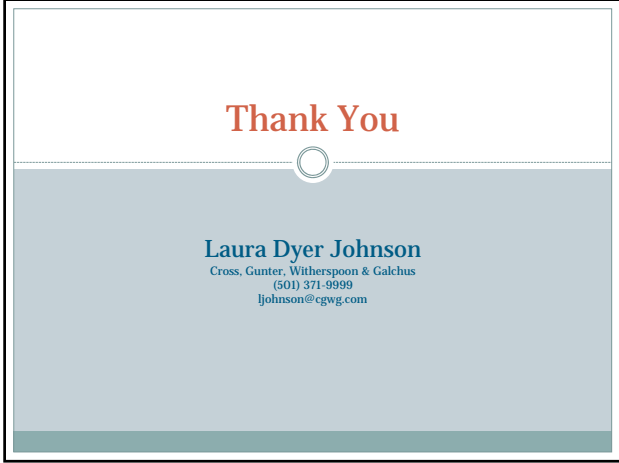 Thank You
Laura Dyer Johnson
Cross, Gunter, Witherspoon & Galchus
(501) 371-9999
ljohnson@cgwg.com